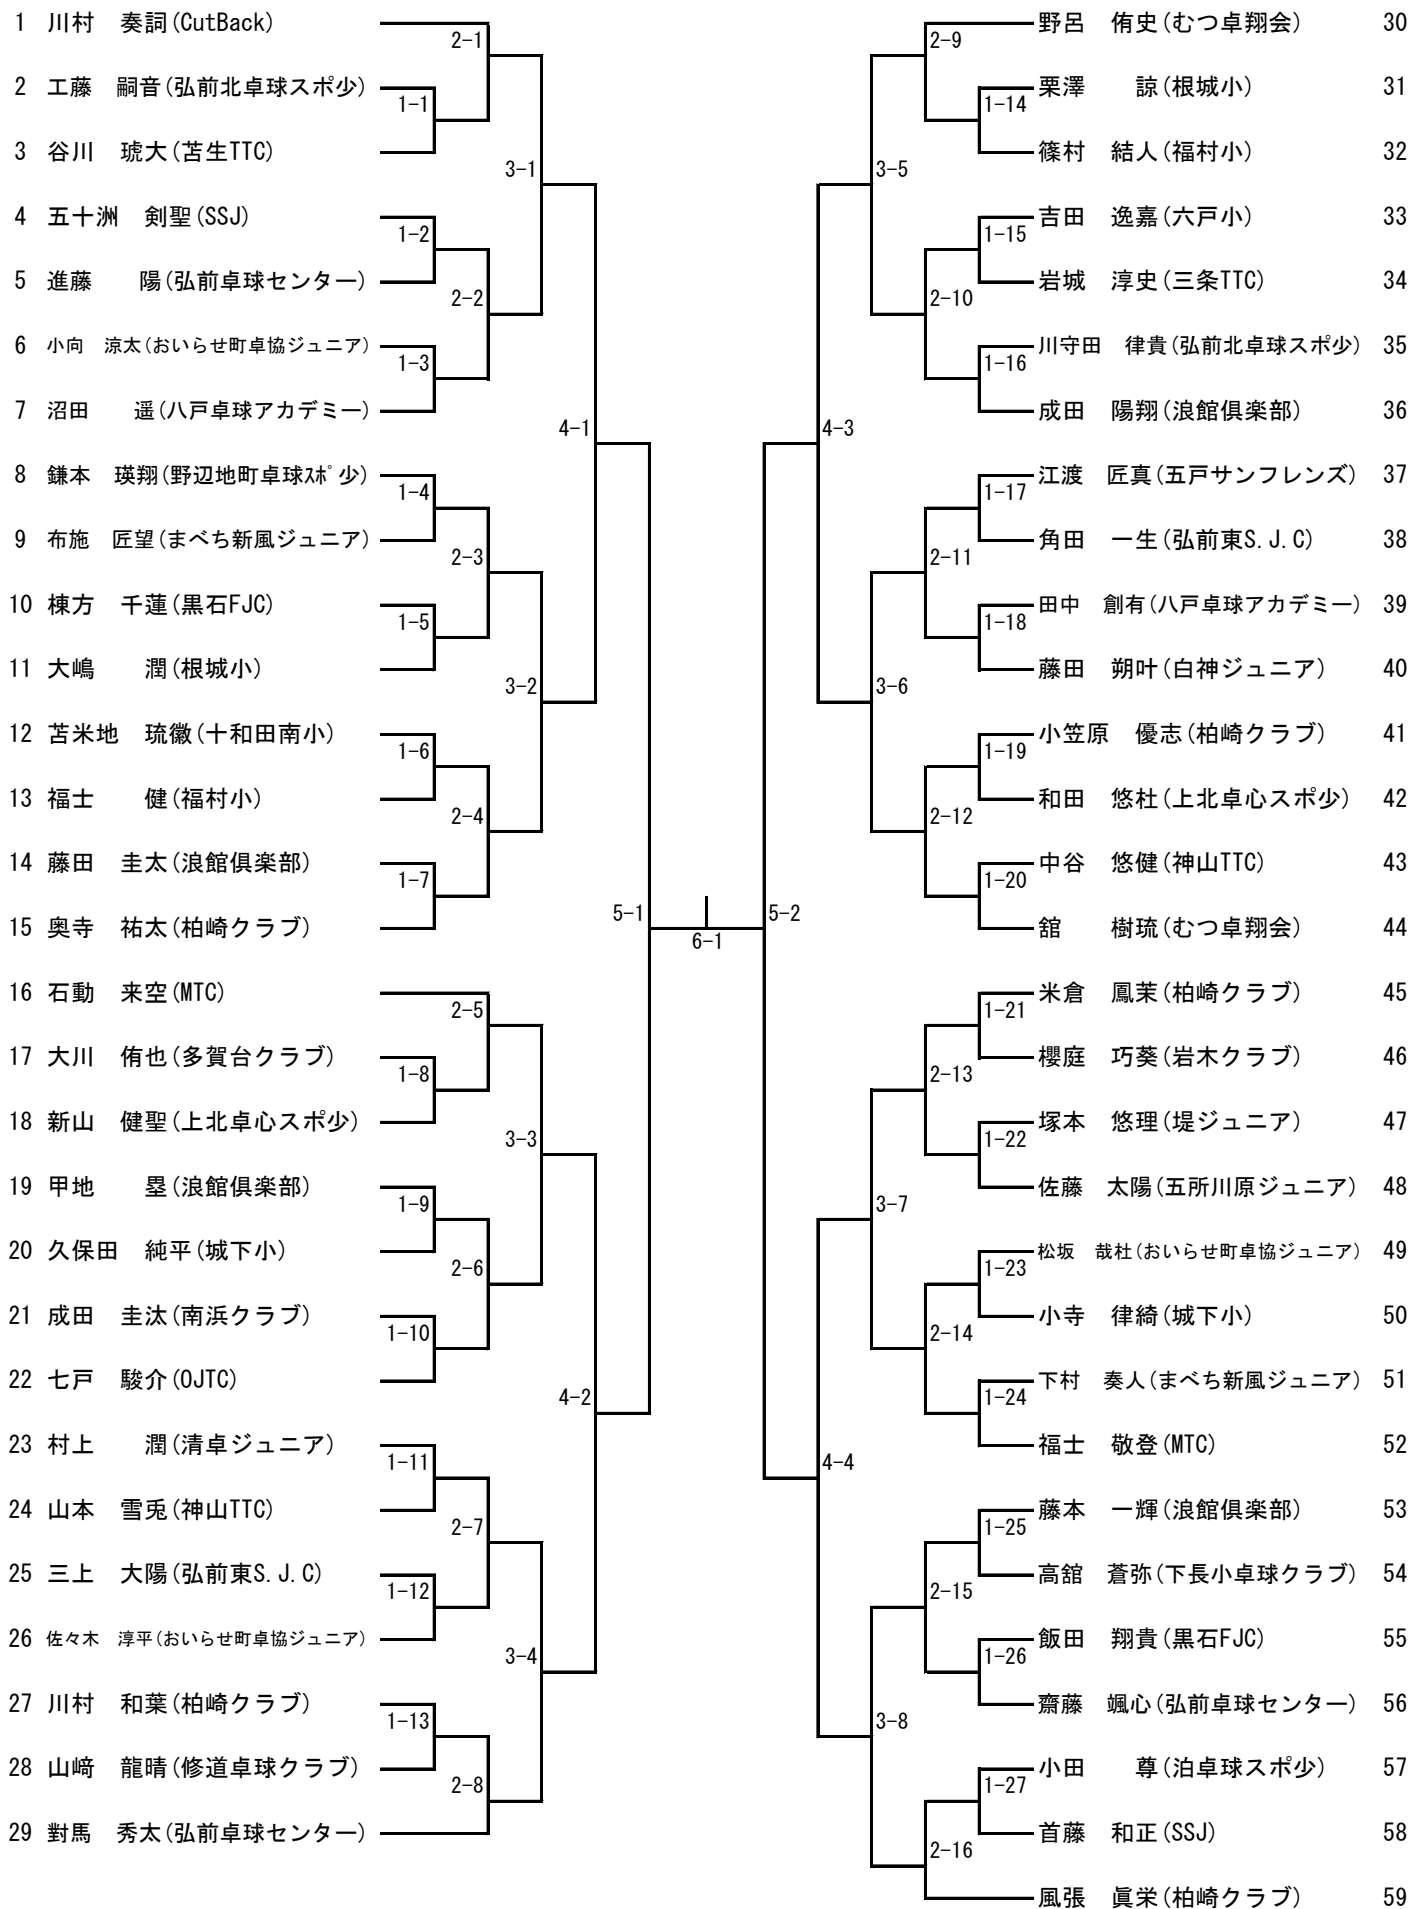 1 川村 奏詞(CutBack)
2 工藤 嗣音(弘前北卓球スポ少)
3 谷川 琥大(苫生TTC)
4 五十洲 剣聖(SSJ)
5 進藤 陽(弘前卓球センター)
6 小向 涼太(おいらせ町卓協ジュニア)
7 沼田 遥(八戸卓球アカデミー)
8 鎌本 瑛翔(野辺地町卓球ｽﾎﾟ少)
9 布施 匠望(まべち新風ジュニア)
10 棟方 千蓮(黒石FJC)
11 大嶋 潤(根城小)
12 苫米地 琉徽(十和田南小)
13 福士 健(福村小)
14 藤田 圭太(浪館倶楽部)
15 奥寺 祐太(柏崎クラブ)
16 石動 来空(MTC)
17 大川 侑也(多賀台クラブ)
18 新山 健聖(上北卓心スポ少)
19 甲地 塁(浪館倶楽部)
20 久保田 純平(城下小)
21 成田 圭汰(南浜クラブ)
22 七戸 駿介(OJTC)
23 村上 潤(清卓ジュニア)
24 山本 雪兎(神山TTC)
25 三上 大陽(弘前東S.J.C)
26 佐々木 淳平(おいらせ町卓協ジュニア)
27 川村 和葉(柏崎クラブ)
28 山﨑 龍晴(修道卓球クラブ)
29 對馬 秀太(弘前卓球センター)
1-1
1-2
1-3
1-4
1-5
1-6
1-7
1-8
1-9
1-10
1-11
1-12
1-13
2-1
2-2
2-3
2-4
2-5
2-6
2-7
2-8
3-1
3-2
3-3
3-4
4-1
4-2
5-1
6-1
5-2
4-3
4-4
3-5
3-6
3-7
3-8
2-9
2-10
2-11
2-12
2-13
2-14
2-15
2-16
1-14
1-15
1-16
1-17
1-18
1-19
1-20
1-21
1-22
1-23
1-24
1-25
1-26
1-27
野呂 侑史(むつ卓翔会) 30
栗澤 諒(根城小) 31
篠村 結人(福村小) 32
吉田 逸嘉(六戸小) 33
岩城 淳史(三条TTC) 34
川守田 律貴(弘前北卓球スポ少) 35
成田 陽翔(浪館倶楽部) 36
江渡 匠真(五戸サンフレンズ) 37
角田 一生(弘前東S.J.C) 38
田中 創有(八戸卓球アカデミー) 39
藤田 朔叶(白神ジュニア) 40
小笠原 優志(柏崎クラブ) 41
和田 悠杜(上北卓心スポ少) 42
中谷 悠健(神山TTC) 43
舘 樹琉(むつ卓翔会) 44
米倉 鳳茉(柏崎クラブ) 45
櫻庭 巧葵(岩木クラブ) 46
塚本 悠理(堤ジュニア) 47
佐藤 太陽(五所川原ジュニア) 48
松坂 哉杜(おいらせ町卓協ジュニア) 49
小寺 律綺(城下小) 50
下村 奏人(まべち新風ジュニア) 51
福士 敬登(MTC) 52
藤本 一輝(浪館倶楽部) 53
高舘 蒼弥(下長小卓球クラブ) 54
飯田 翔貴(黒石FJC) 55
齋藤 颯心(弘前卓球センター) 56
小田 尊(泊卓球スポ少) 57
首藤 和正(SSJ) 58
風張 眞栄(柏崎クラブ) 59